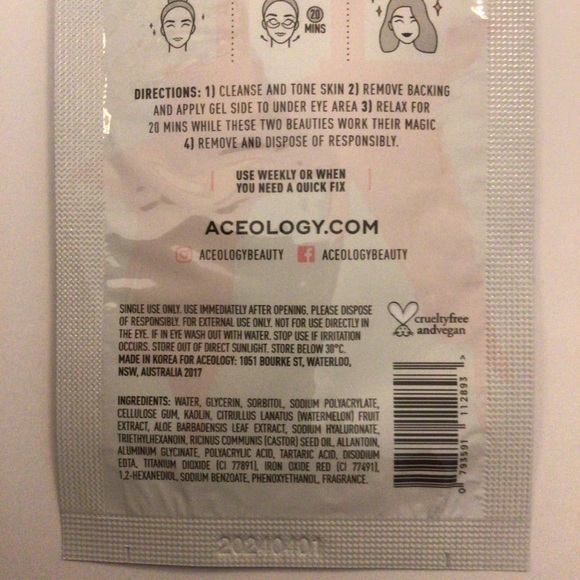 20
MINS
DIRECTIONS: 1) CLEANSE AND TONE SKIN 2) REMOVE BACKING
AND APPLY GEL SIDE TO UNDER EYE AREA 3) RELAX FOR
20 MINS WHILE THESE TWO BEAUTIES WORK THEIR MAGIC
4) REMOVE AND DISPOSE OF RESPONSIBLY.
USE WEEKLY OR WHEN
YOU NEED A QUICK FIX
ACEOLOGY.COM
ACEOLOGYBEAUTY ACEOLOGYBEAUTY
SINGLE USE ONLY. USE IMMEDIATELY AFTER OPENING. PLEASE DISPOSE
OF RESPONSIBLY. FOR EXTERNAL USE ONLY. NOT FOR USE DIRECTLY IN
THE EYE. IF IN EYE WASH OUT WITH WATER. STOP USE IF IRRITATION
OCCURS. STORE OUT OF DIRECT SUNLIGHT. STORE BELOW 30°C.
MADE IN KOREA FOR ACEOLOGY: 1051 BOURKE ST, WATERLOO,
NSW, AUSTRALIA 2017
crueltyfree
andvegan
INGREDIENTS: WATER, GLYCERIN, SORBITOL, SODIUM POLYACRYLATE,
CELLULOSE GUM, KAOLIN, CITRULLUS LANATUS (WATERMELON) FRUIT
EXTRACT, ALOE BARBADENSIS LEAF EXTRACT, SODIUM HYALURONATE,
TRIETHYLHEXANOIN, RICINUS COMMUNIS (CASTOR) SEED OIL, ALLANTOIN,
ALUMINUM GLYCINATE, POLYACRYLIC ACID, TARTARIC ACID, DISODIUM
EDTA, TITANIUM DIOXIDE (CI 77891), IRON OXIDE RED (CI 77491),
1,2-HEXANEDIOL, SODIUM BENZOATE, PHENOXYETHANOL, FRAGRANCE.
0 793591 112893 >
20240401